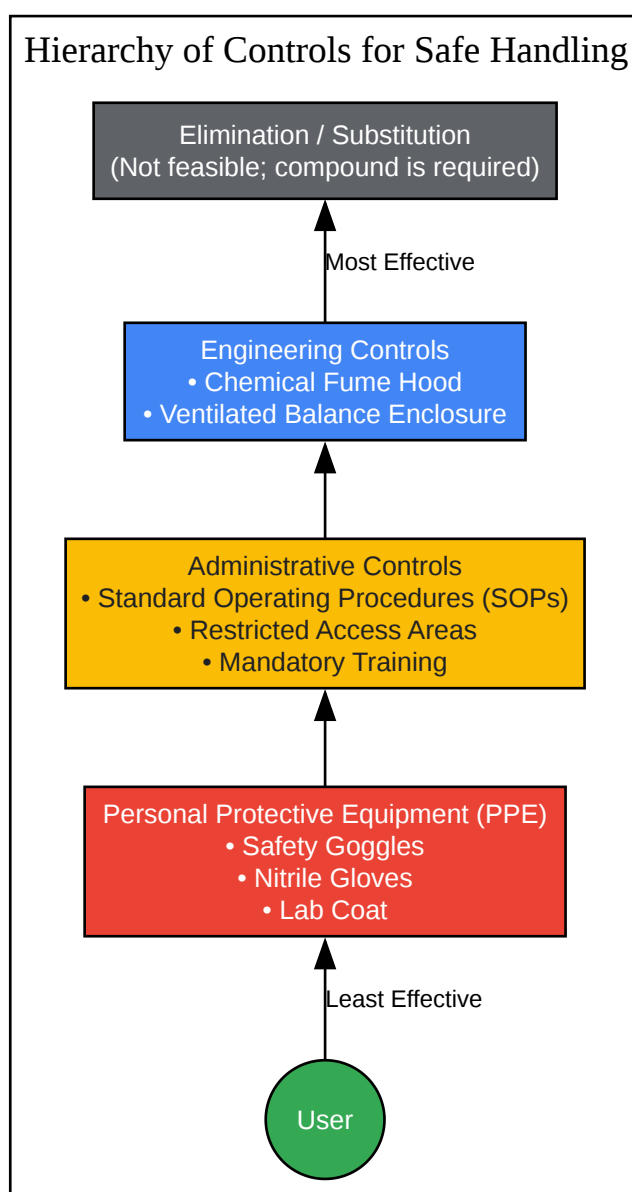 Hierarchy of Controls for Safe Handling
Elimination / Substitution
(Not feasible; compound is required)
Most Effective
Engineering Controls
• Chemical Fume Hood
• Ventilated Balance Enclosure
Administrative Controls
• Standard Operating Procedures (SOPs)
• Restricted Access Areas
• Mandatory Training
Personal Protective Equipment (PPE)
• Safety Goggles
• Nitrile Gloves
• Lab Coat
Least Effective
User